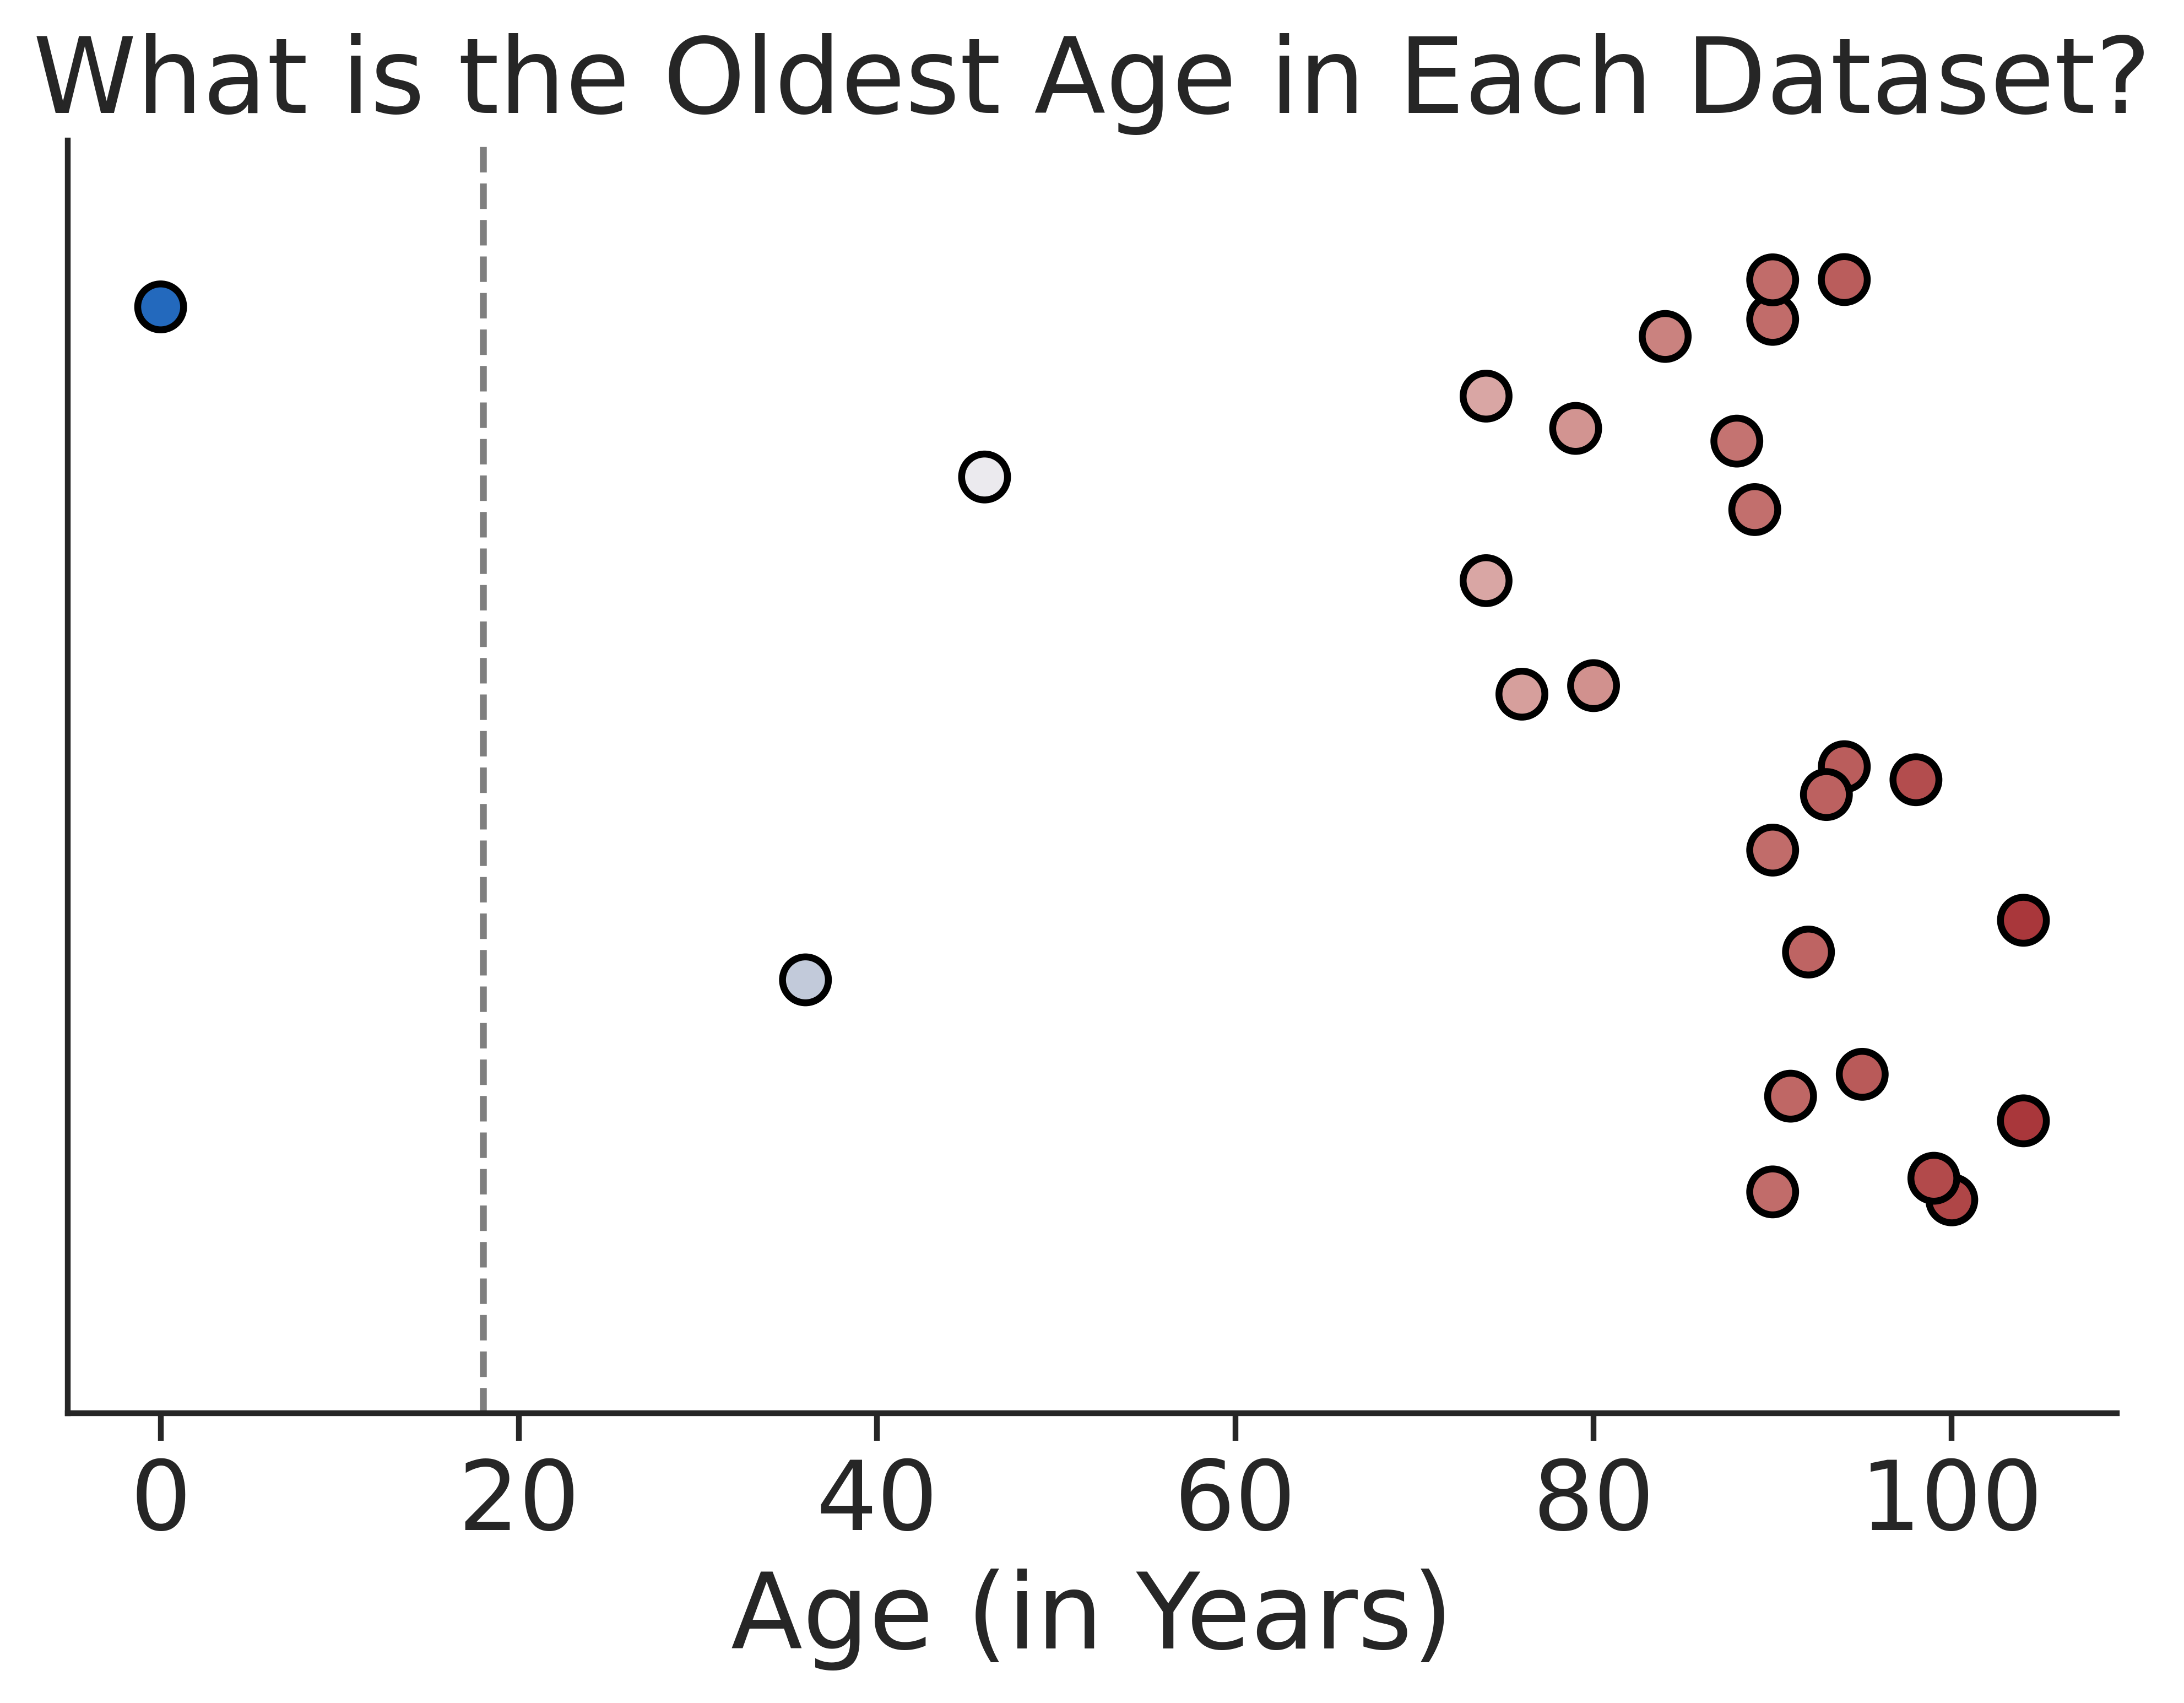 What is the Oldest Age in Each Dataset?
0 20 40 60 80 100
Age (in Years)